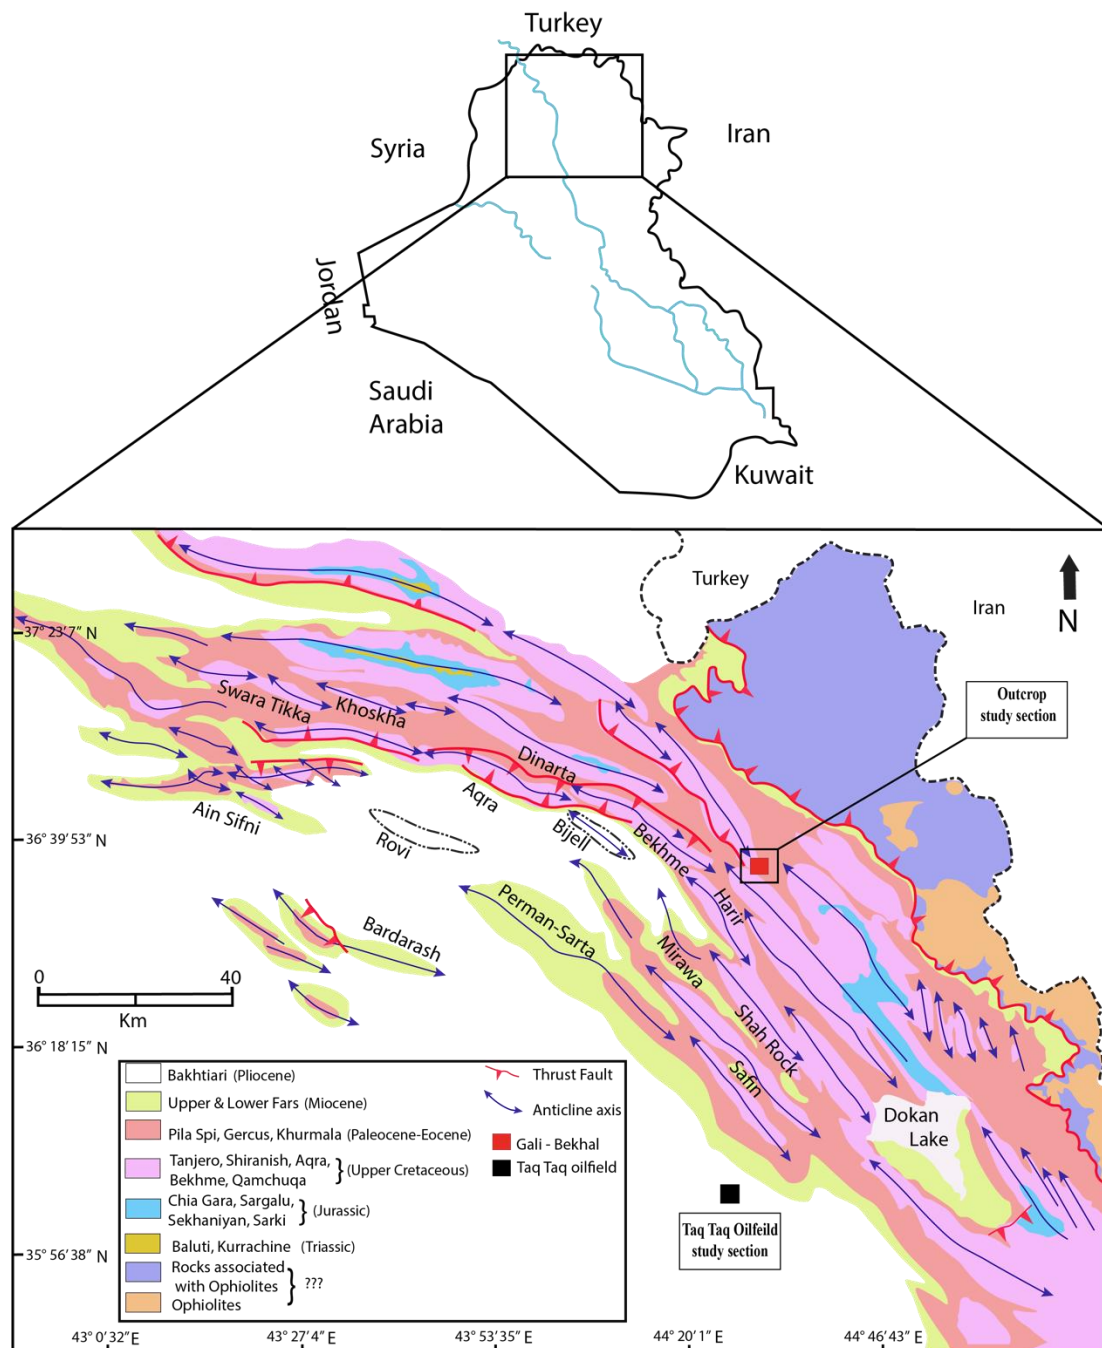 Turkey
Syria
Iran
Jordan
Saudi
Arabia
Kuwait
Turkey
Iran
N
37° 23′7″ N
Outcrop
study section
Swara Tikka
Khoskha
Dinarta
Aqra
Ain Sifni
Rovi
Bijell
Bekhme
36° 39′53″ N
Harir
Perman-Sarta
Bardarash
Mirawa
0 40
Km
Shah Rock
Safin
36° 18′15″ N
Dokan
Lake
Bakhtiari (Pliocene)
Upper & Lower Fars (Miocene)
Pila Spi, Gercus, Khurmala (Paleocene-Eocene)
Tanjero, Shiranish, Aqra,
Bekhme, Qamchuqa
} (Upper Cretaceous)
Chia Gara, Sargalu,
Sekhaniyan, Sarki
} (Jurassic)
Baluti, Kurrachine (Triassic)
Rocks associated
with Ophiolites
Ophiolites
} ???
Thrust Fault
Anticline axis
Gali - Bekhal
Taq Taq oilfield
Taq Taq Oilfeild
study section
35° 56′38″ N
43° 0′32″ E 43° 27′4″ E 43° 53′35″ E 44° 20′1″ E 44° 46′43″ E